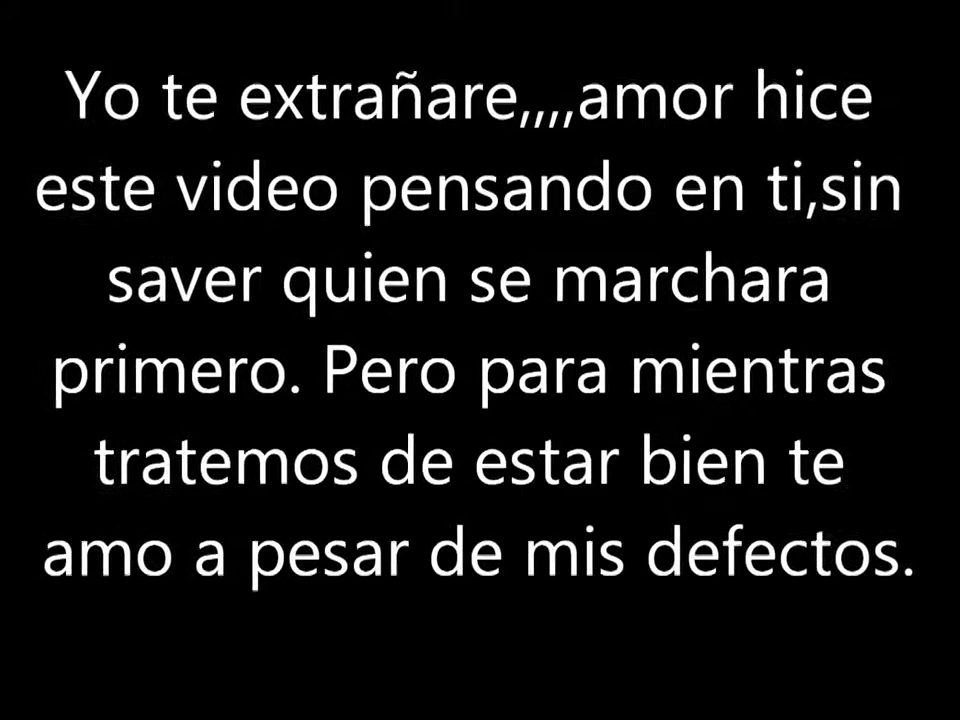 Yo te extrañare,,,,amor hice
este video pensando en ti,sin
saver quien se marchara
primero. Pero para mientras
tratemos de estar bien te
amo a pesar de mis defectos.